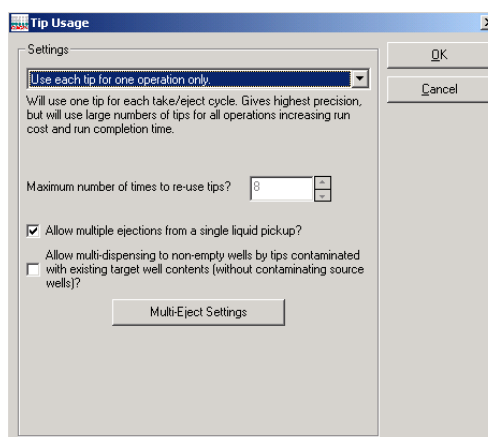 Tip Usage
Settings
Use each tip for one operation only.
Will use one tip for each take/eject cycle. Gives highest precision,
but will use large numbers of tips for all operations increasing run
cost and run completion time.
Maximum number of times to re-use tips?
8
Allow multiple ejections from a single liquid pickup?
Allow multi-dispensing to non-empty wells by tips contaminated
with existing target well contents (without contaminating source
wells)?
Multi-Eject Settings
OK
Cancel